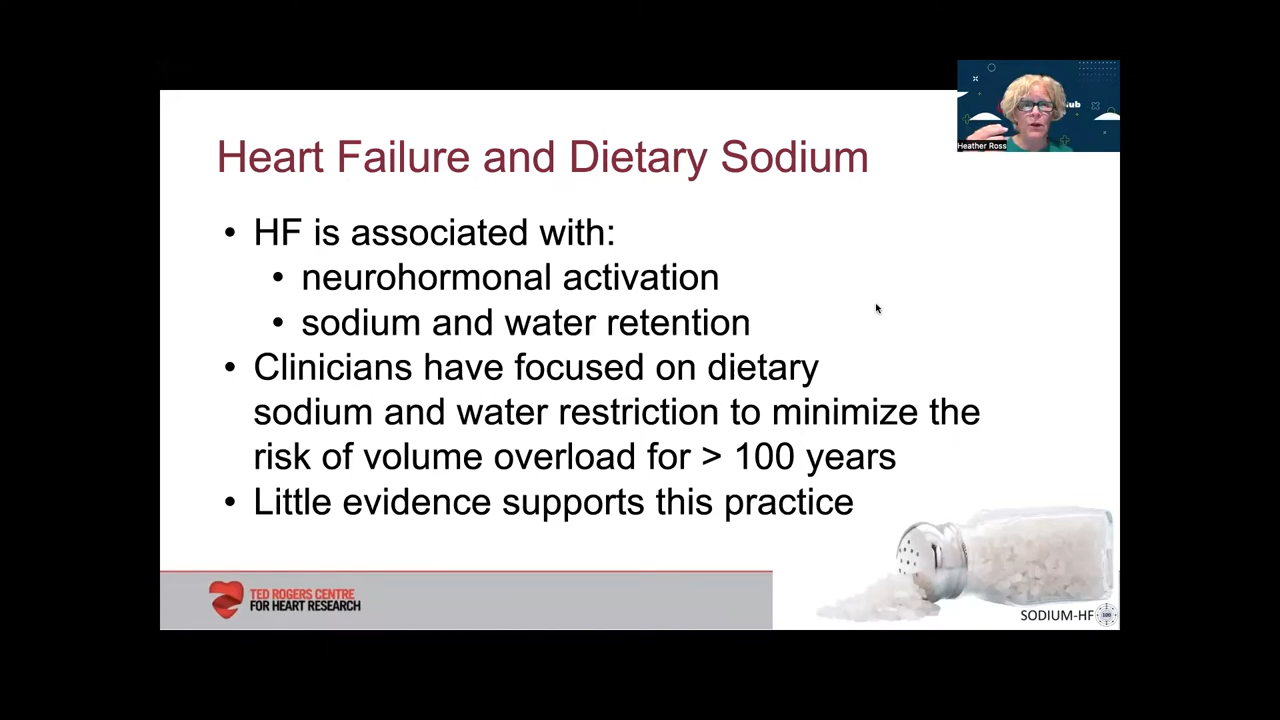 ub
Heather Ross
Heart Failure and Dietary Sodium
• HF is associated with:
• neurohormonal activation
• sodium and water retention
• Clinicians have focused on dietary
sodium and water restriction to minimize the
risk of volume overload for > 100 years
• Little evidence supports this practice
TED ROGERS CENTRE
FOR HEART RESEARCH
SODIUM-HF
100